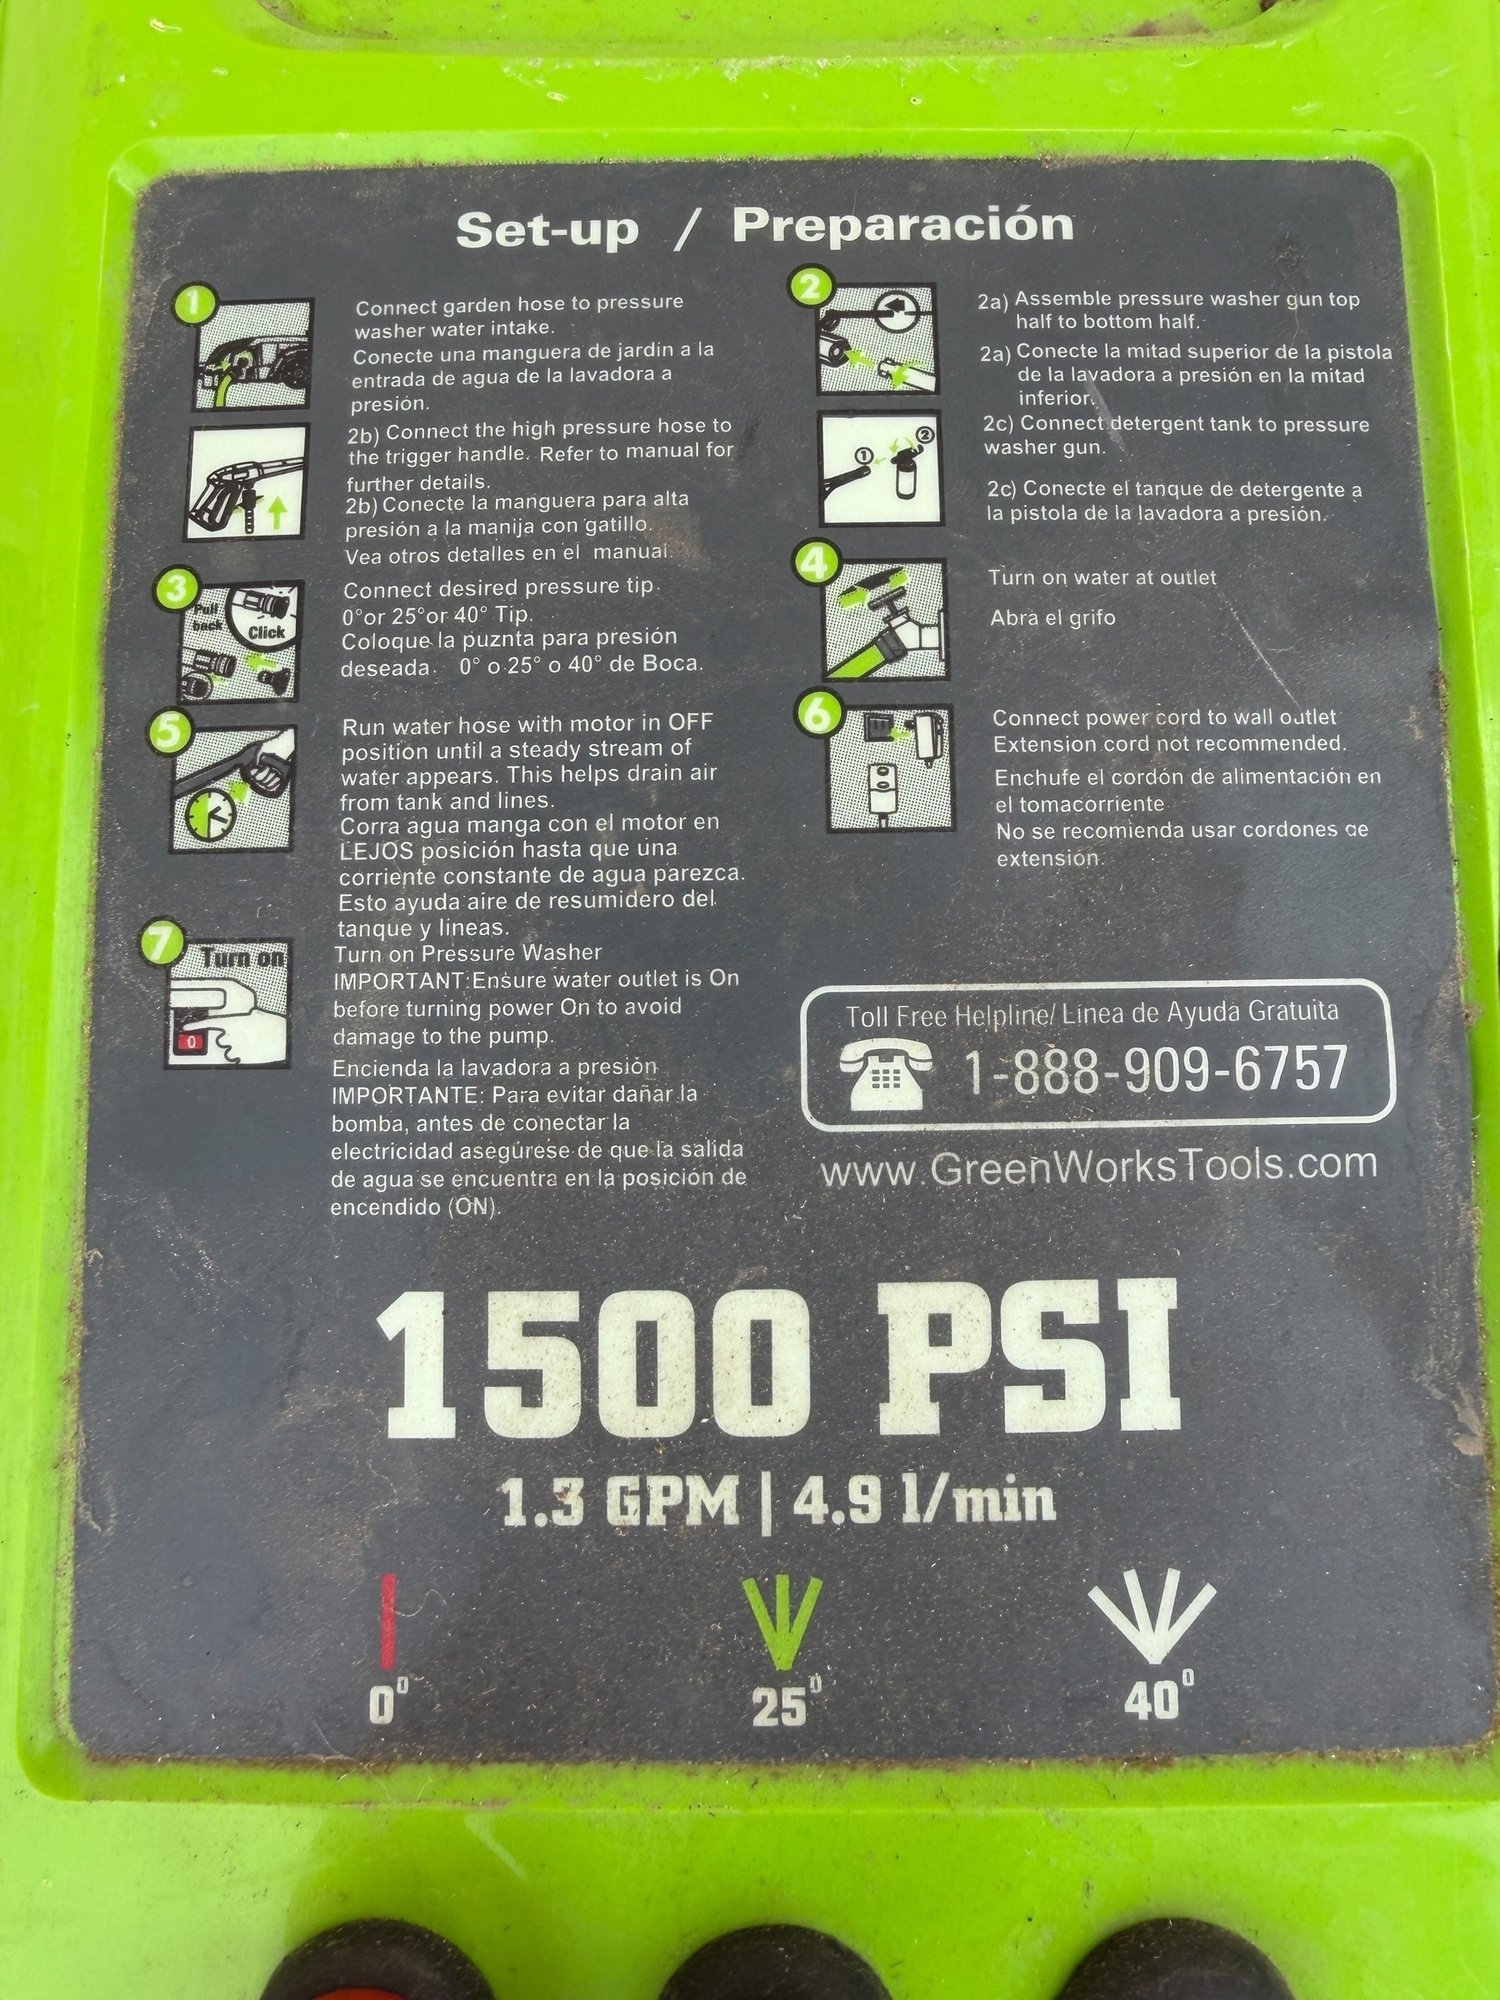 Set-up / Preparación
1
Connect garden hose to pressure
washer water intake.
Conecte una manguera de jardín a la
entrada de agua de la lavadora a
presión.
2
2a) Assemble pressure washer gun top
half to bottom half.
2a) Conecte la mitad superior de la pistola
de la lavadora a presión en la mitad
inferior.
2b) Connect the high pressure hose to
the trigger handle. Refer to manual for
further details.
2b) Conecte la manguera para alta
presión a la manija con gatillo.
Vea otros detalles en el manual.
1
2
2c) Connect detergent tank to pressure
washer gun.
2c) Conecte el tanque de detergente a
la pistola de la lavadora a presión.
3
Pull
back
Click
Connect desired pressure tip.
0°or 25°or 40° Tip.
Coloque la puznta para presión
deseada. 0° o 25° o 40° de Boca.
4
Turn on water at outlet
Abra el grifo
5
Run water hose with motor in OFF
position until a steady stream of
water appears. This helps drain air
from tank and lines.
Corra agua manga con el motor en
LEJOS posición hasta que una
corriente constante de agua parezca.
Esto ayuda aire de resumidero del
tanque y líneas.
6
Connect power cord to wall outlet
Extension cord not recommended.
Enchufe el cordón de alimentación en
el tomacorriente
No se recomienda usar cordones de
extensión.
7
Turn on
0
Turn on Pressure Washer
IMPORTANT:Ensure water outlet is On
before turning power On to avoid
damage to the pump.
Encienda la lavadora a presión
IMPORTANTE: Para evitar dañar la
bomba, antes de conectar la
electricidad asegúrese de que la salida
de agua se encuentra en la posición de
encendido (ON).
Toll Free Helpline/ Línea de Ayuda Gratuita
1-888-909-6757
www.GreenWorksTools.com
1500 PSI
1.3 GPM | 4.9 l/min
0° 25° 40°